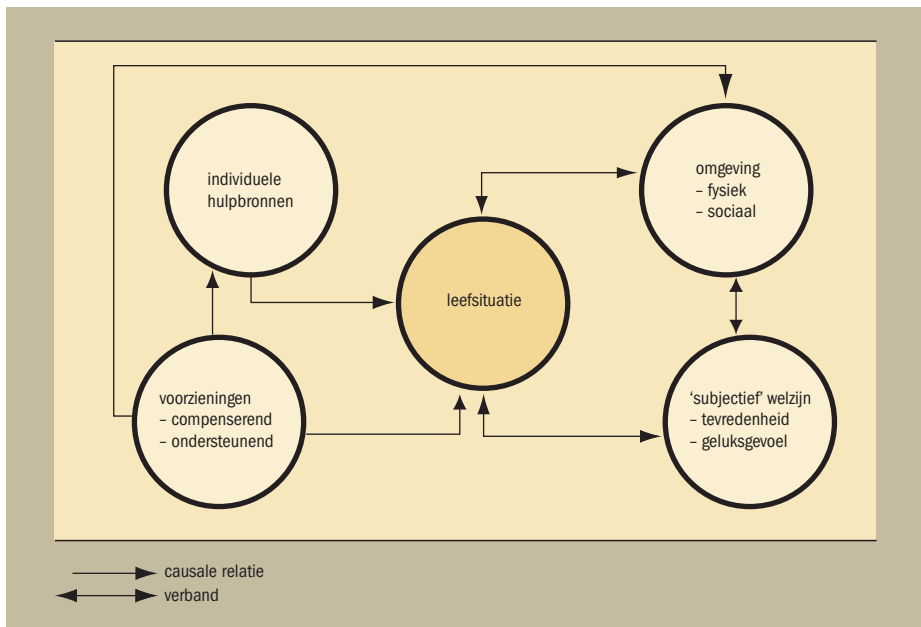 individuele
hulpbronnen
omgeving
– fysiek
– sociaal
leefsituatie
voorzieningen
– compenserend
– ondersteunend
‘subjectief’ welzijn
– tevredenheid
– geluksgevoel
causale relatie
verband